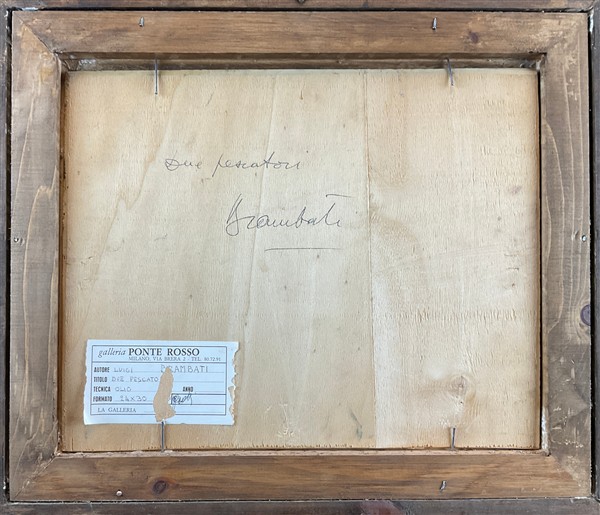 Due pescatori
Brambati
galleria PONTE ROSSO
MILANO, VIA BRERA 2 - TEL.
AUTORE LUIGI BRAMBATI
TITOLO DUE PESCATO
TECNICA OLIO ANNO
FORMATO 24x30
LA GALLERIA